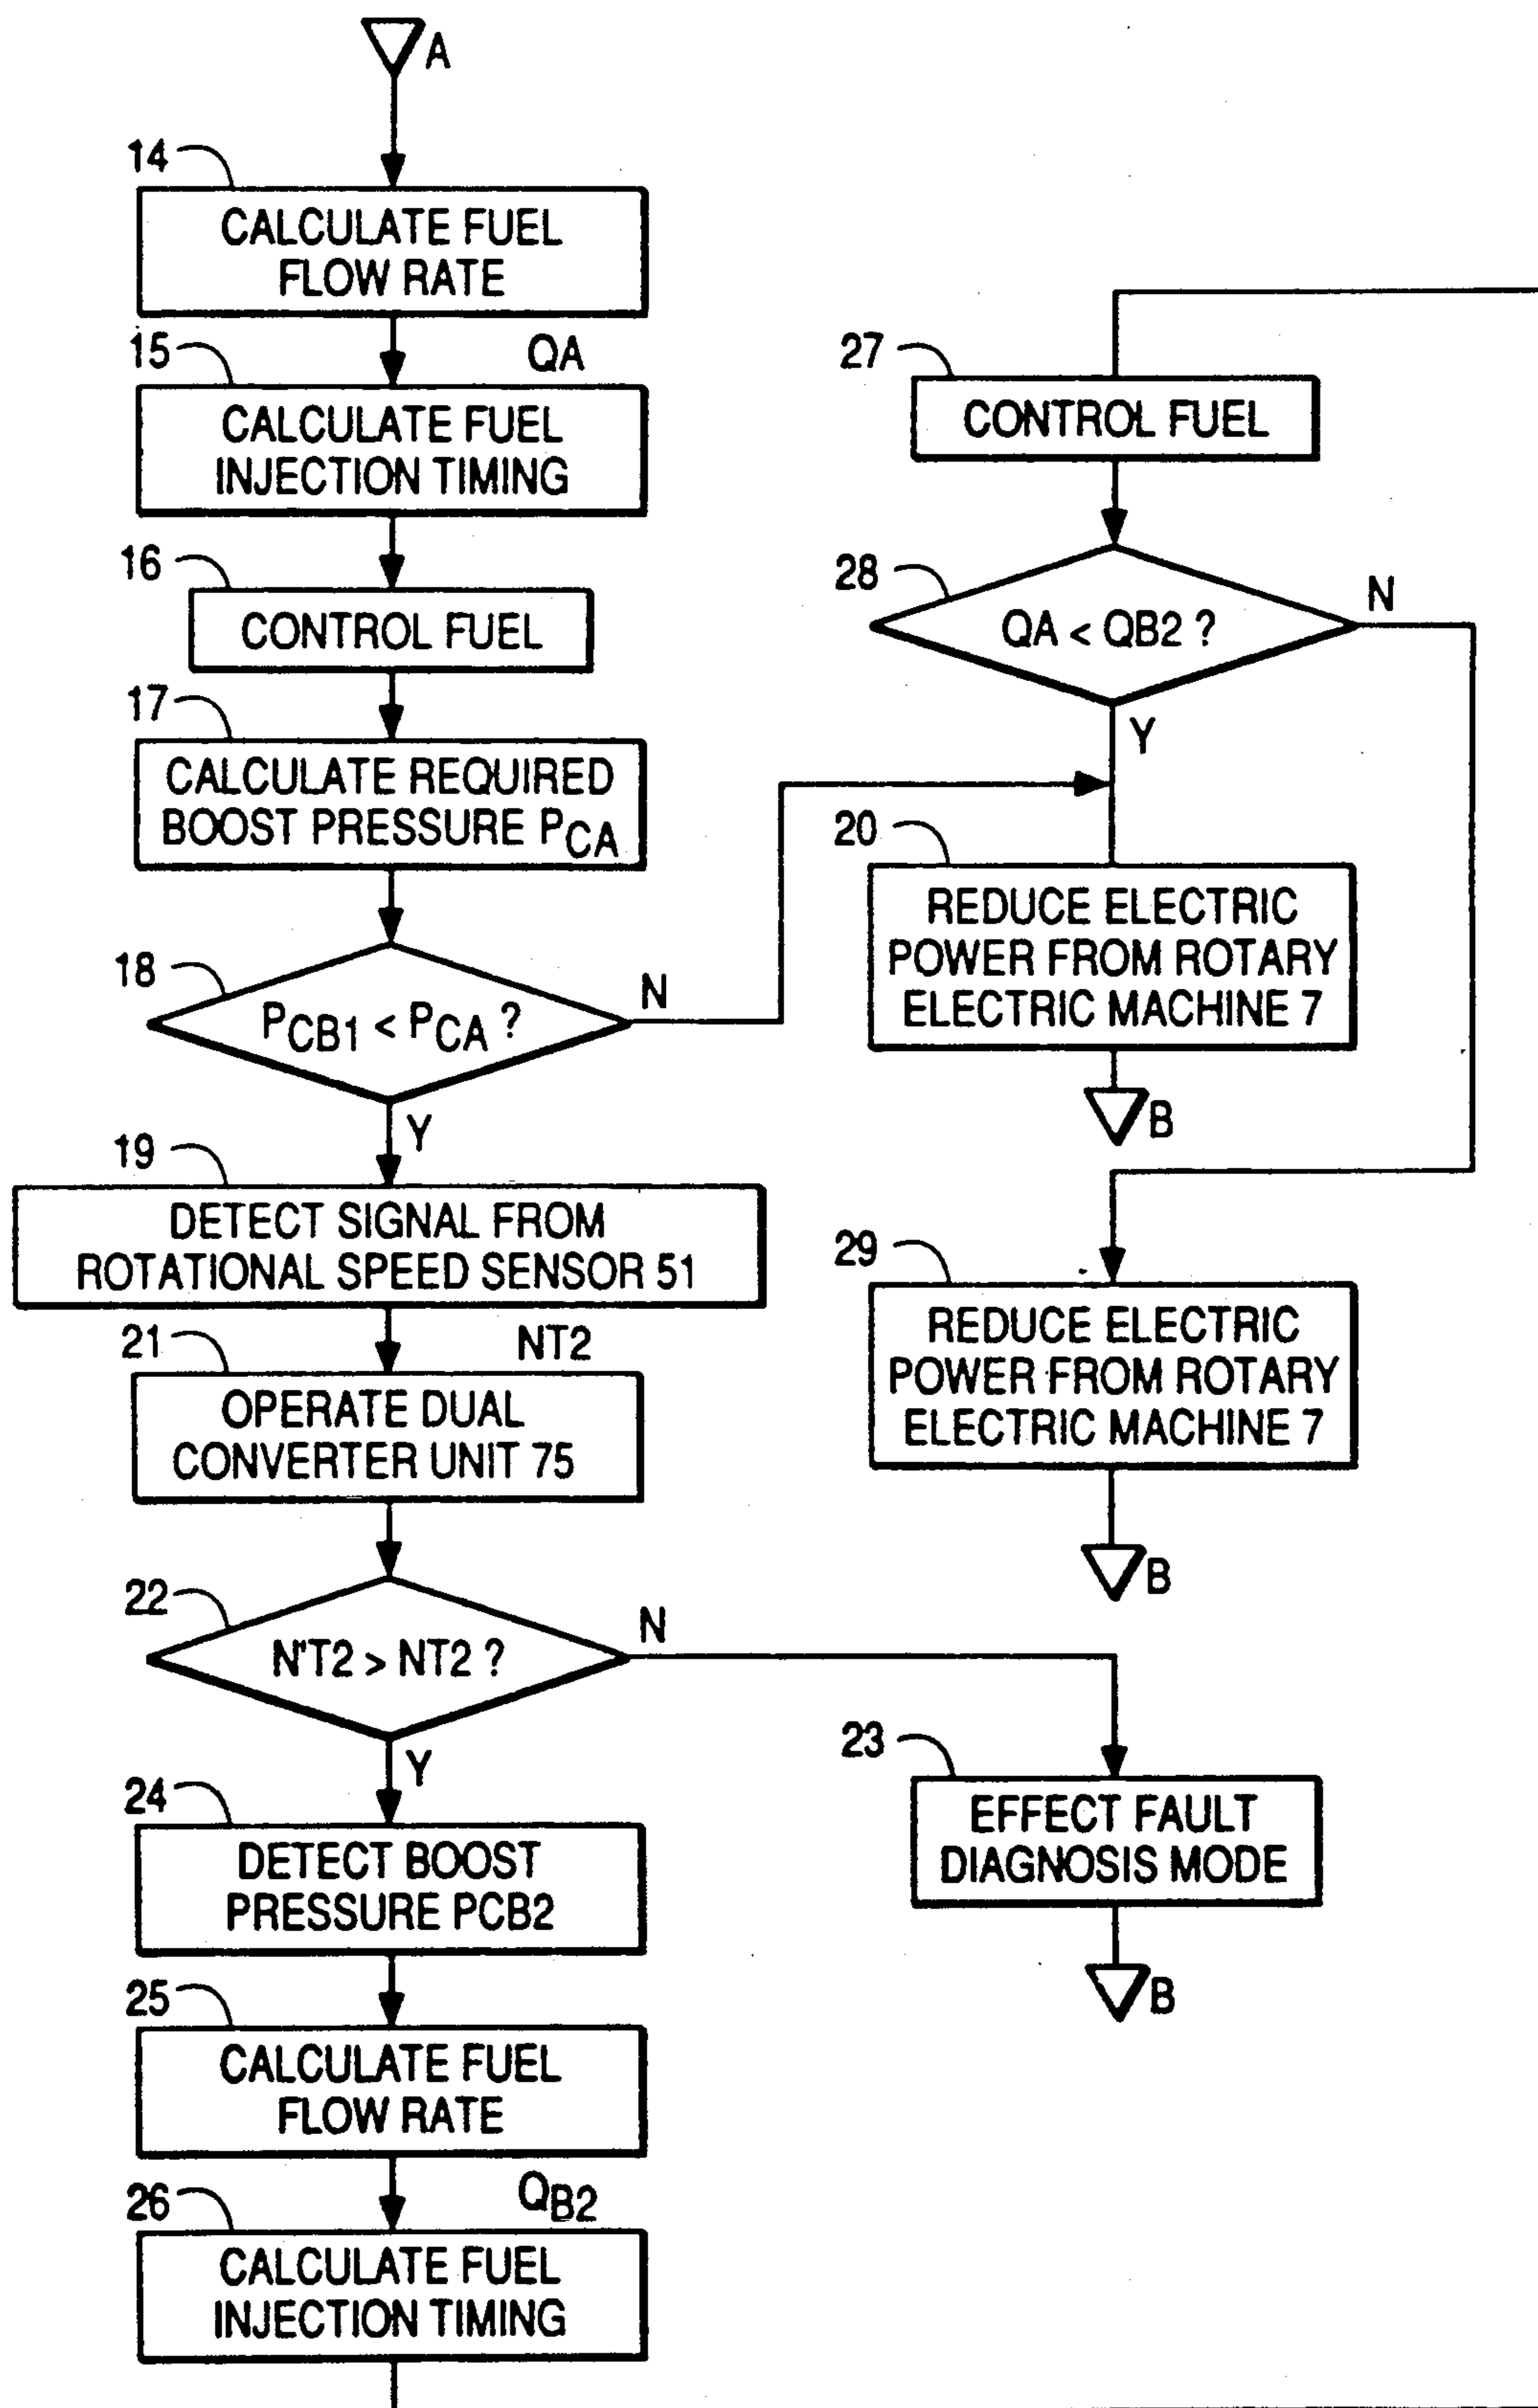 A
14
CALCULATE FUEL
FLOW RATE
QA
15
CALCULATE FUEL
INJECTION TIMING
16
CONTROL FUEL
17
CALCULATE REQUIRED
BOOST PRESSURE PCA
18
PCB1 < PCA ?
N
Y
19
DETECT SIGNAL FROM
ROTATIONAL SPEED SENSOR 51
NT2
21
OPERATE DUAL
CONVERTER UNIT 75
22
N'T2 > NT2 ?
N
Y
24
DETECT BOOST
PRESSURE PCB2
25
CALCULATE FUEL
FLOW RATE
QB2
26
CALCULATE FUEL
INJECTION TIMING
27
CONTROL FUEL
28
QA < QB2 ?
N
Y
20
REDUCE ELECTRIC
POWER FROM ROTARY
ELECTRIC MACHINE 7
B
29
REDUCE ELECTRIC
POWER FROM ROTARY
ELECTRIC MACHINE 7
B
23
EFFECT FAULT
DIAGNOSIS MODE
B